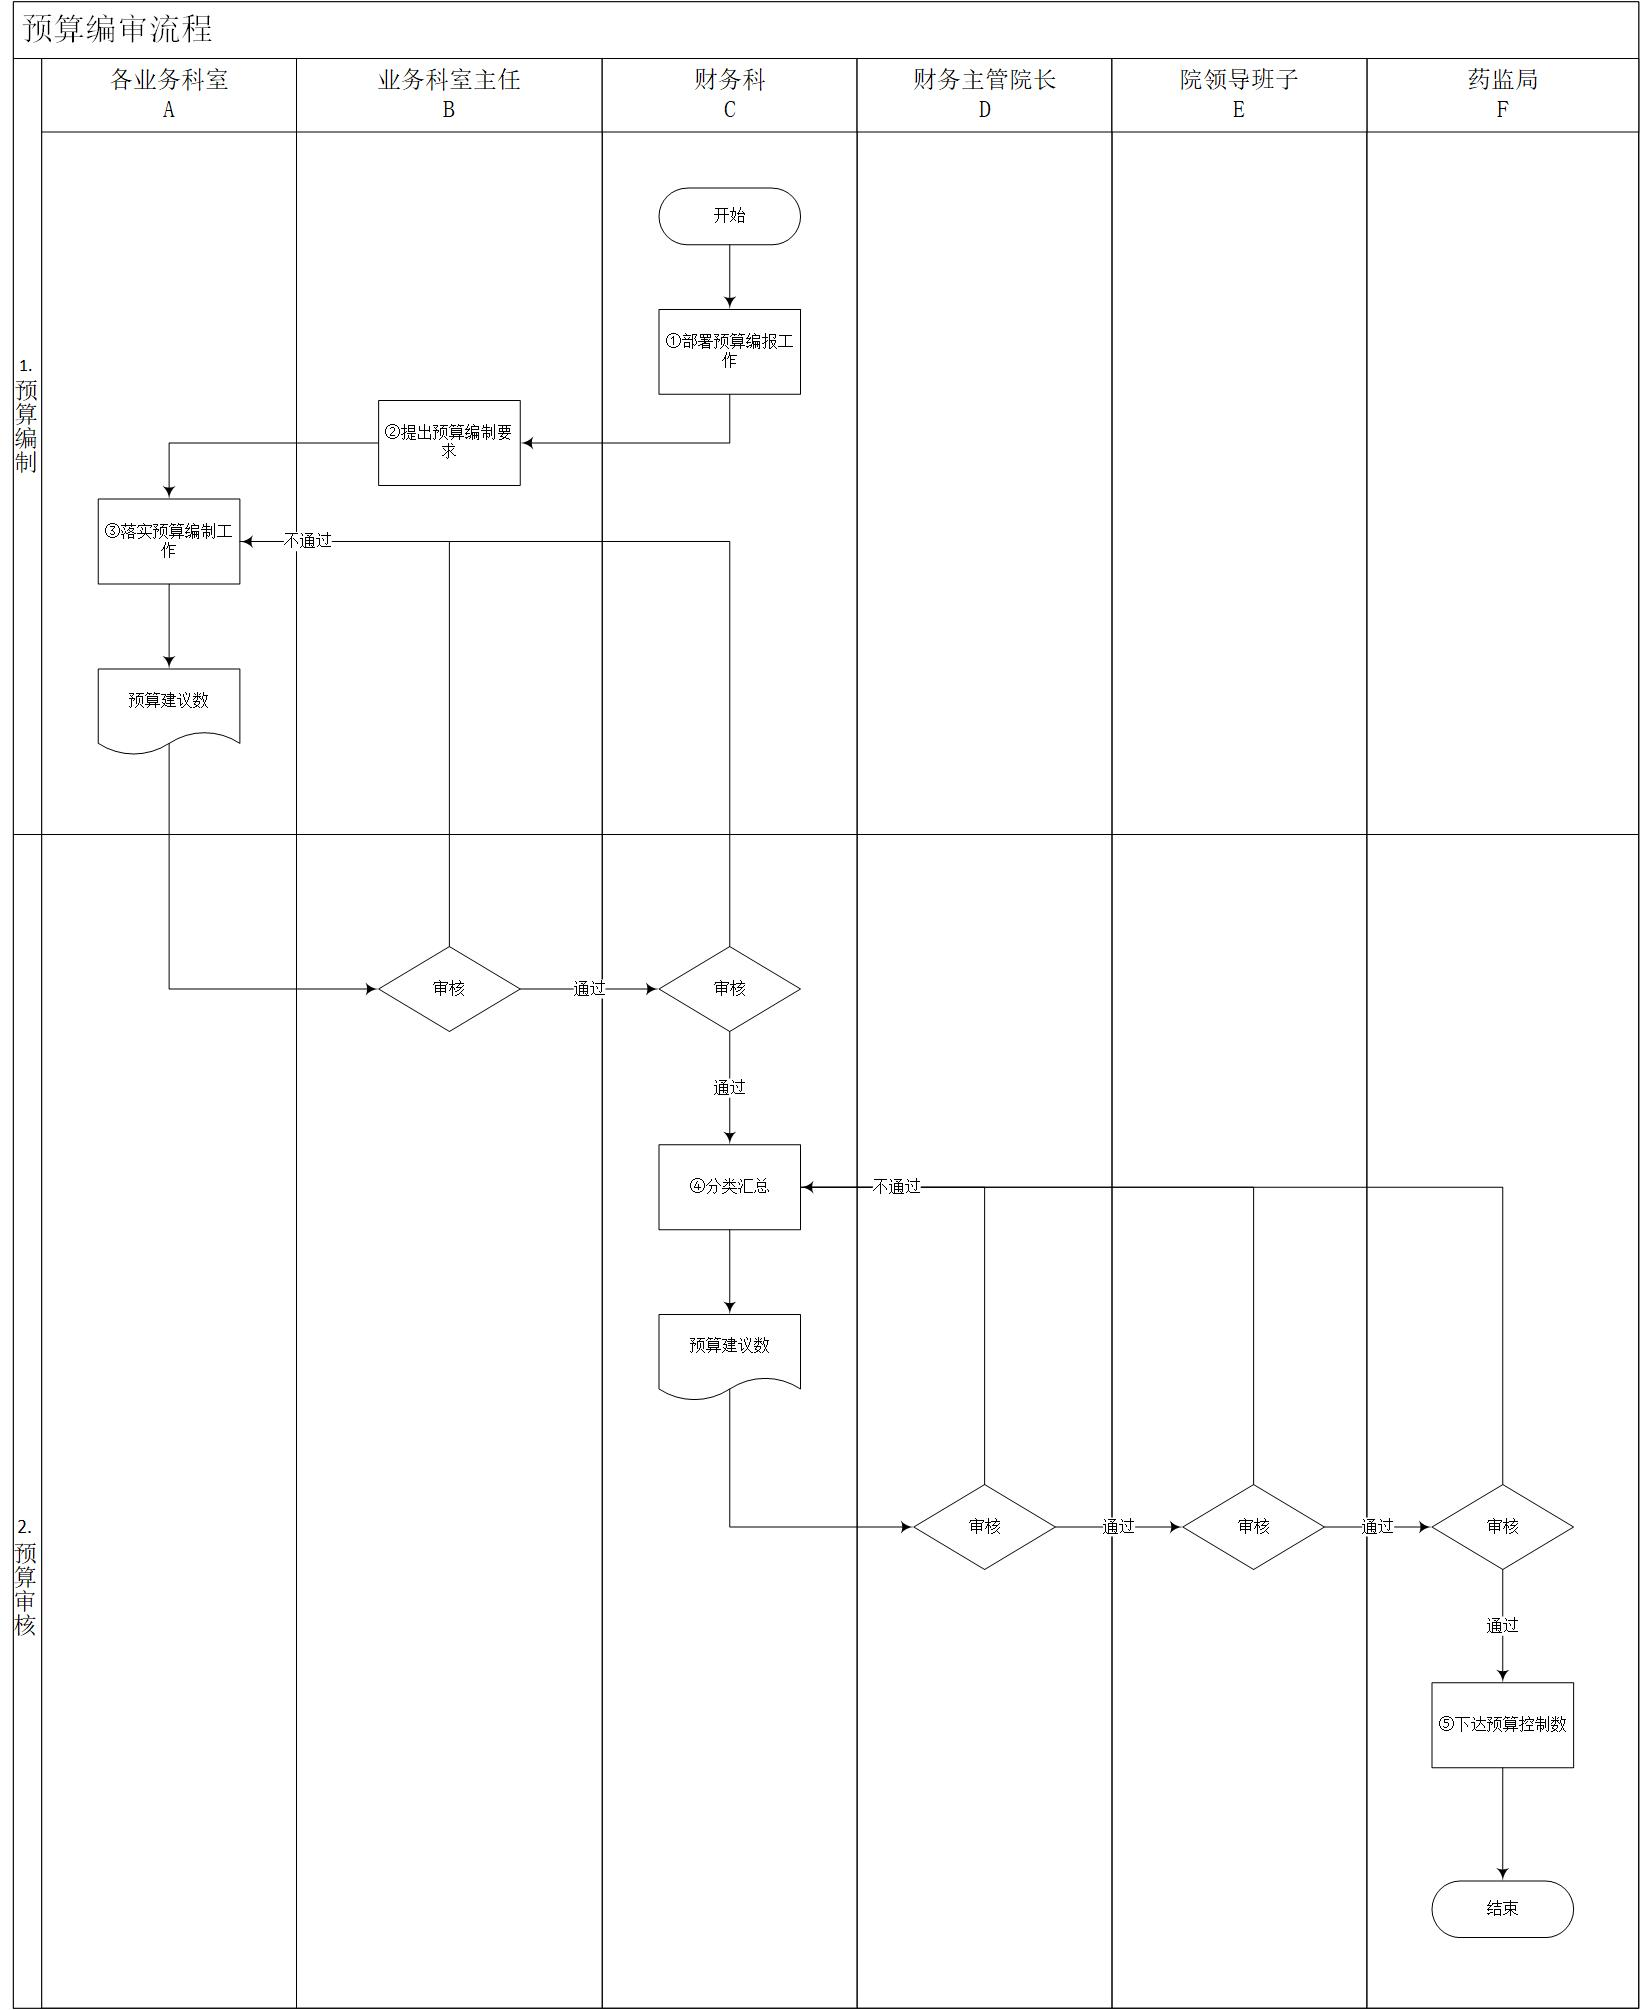 预算编审流程
各业务科室
A
业务科室主任
B
财务科
C
财务主管院长
D
院领导班子
E
药监局
F
1.
预
算
编
制
开始
①部署预算编报工
作
②提出预算编制要
求
③落实预算编制工
作
不通过
预算建议数
2.
预
算
审
核
审核
通过
审核
通过
④分类汇总
不通过
预算建议数
审核
通过
审核
通过
审核
通过
⑤下达预算控制数
结束